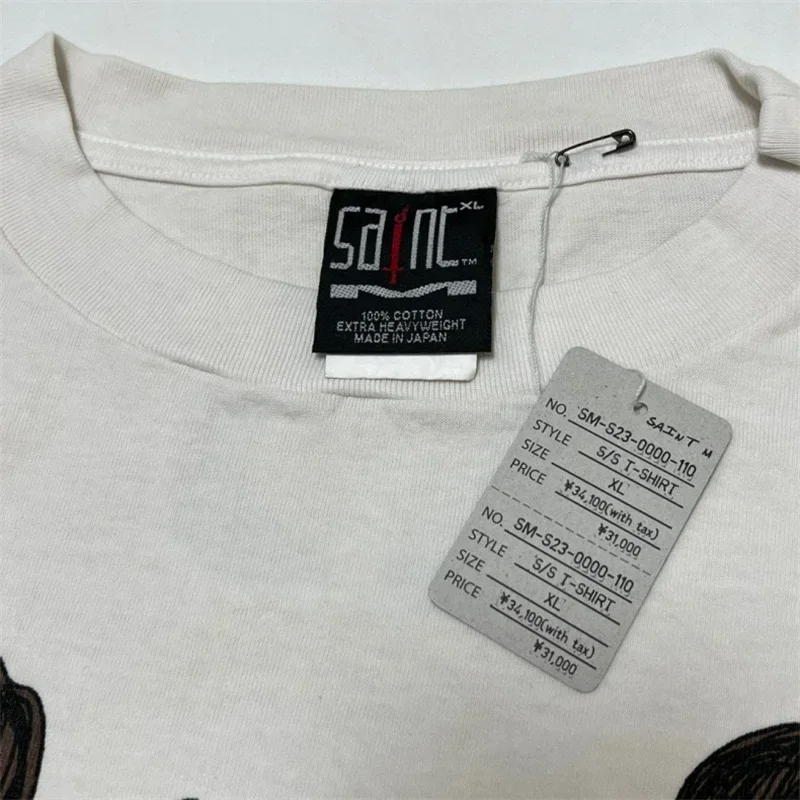 saint XL
TM
100% COTTON
EXTRA HEAVYWEIGHT
MADE IN JAPAN
SAINT M
NO. SM-S23-0000-110
STYLE S/S T-SHIRT
SIZE XL
PRICE ¥34,100(with tax)
¥31,000
NO. SM-S23-0000-110
STYLE S/S T-SHIRT
SIZE XL
PRICE ¥34,100(with tax)
¥31,000